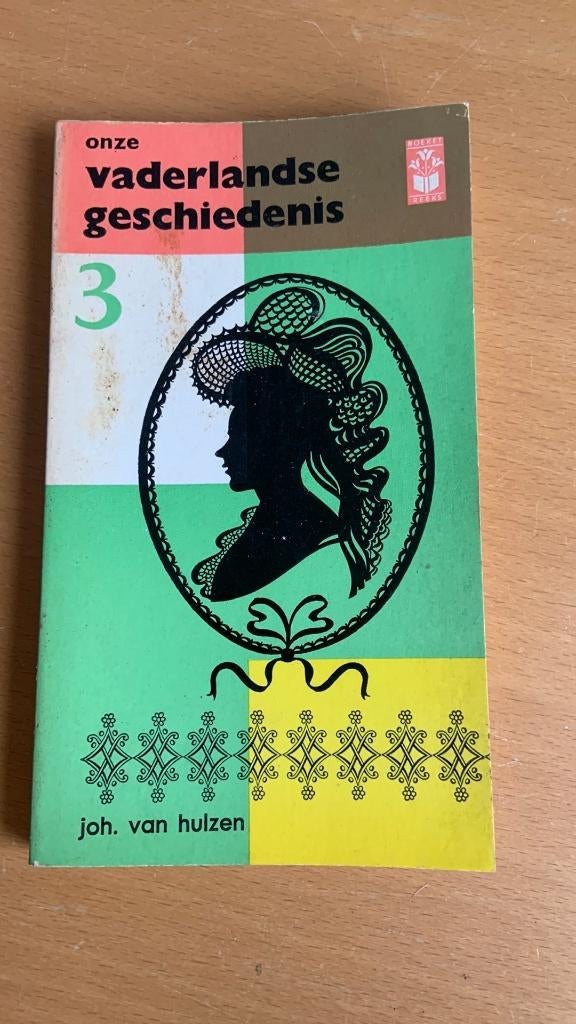 onze
vaderlandse
geschiedenis
BOEKET
REEKS
3
joh. van hulzen